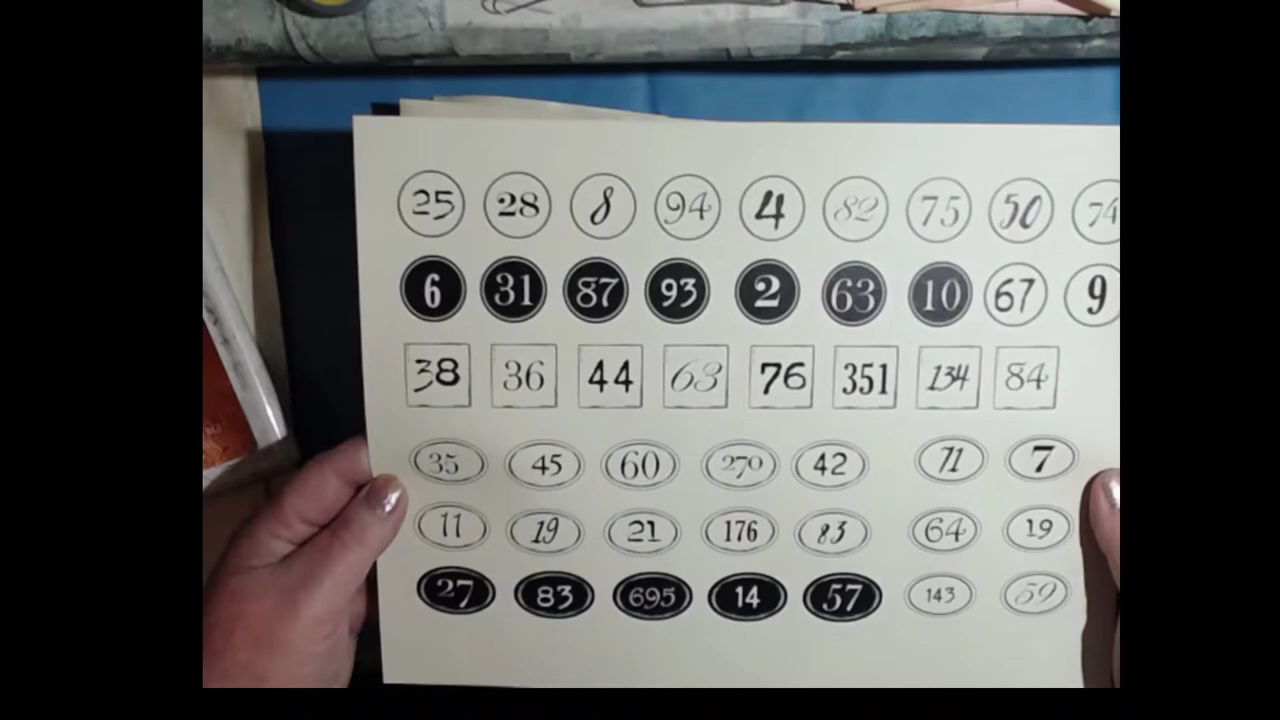 25 28 8 94 4 82 75 50 74
6 31 87 93 2 63 10 67 9
38 36 44 63 76 351 134 84
35 45 60 270 42 71 7
11 19 21 176 83 64 19
27 83 695 14 57 143 59